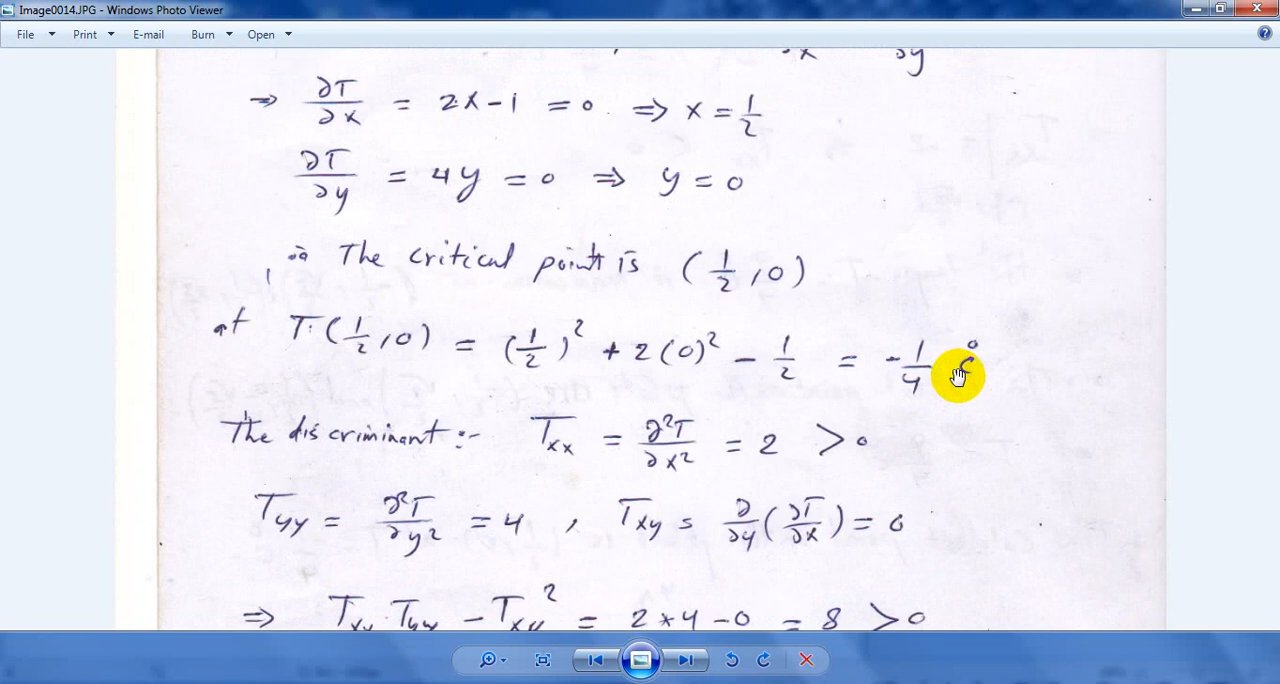 Image0014.JPG - Windows Photo Viewer
File Print E-mail Burn Open
∂x ∂y
⇒ ∂T/∂x = 2x-1 = 0 ⇒ x = 1/2
∂T/∂y = 4y = 0 ⇒ y = 0
∴ The critical point is (1/2, 0)
at T(1/2, 0) = (1/2)² + 2(0)² - 1/2 = -1/4 C°
The discriminant :- Txx = ∂²T/∂x² = 2 > 0
Tyy = ∂²T/∂y² = 4 , Txy = ∂/∂y(∂T/∂x) = 0
⇒ Txx Tyy - Txy² = 2*4-0 = 8 > 0